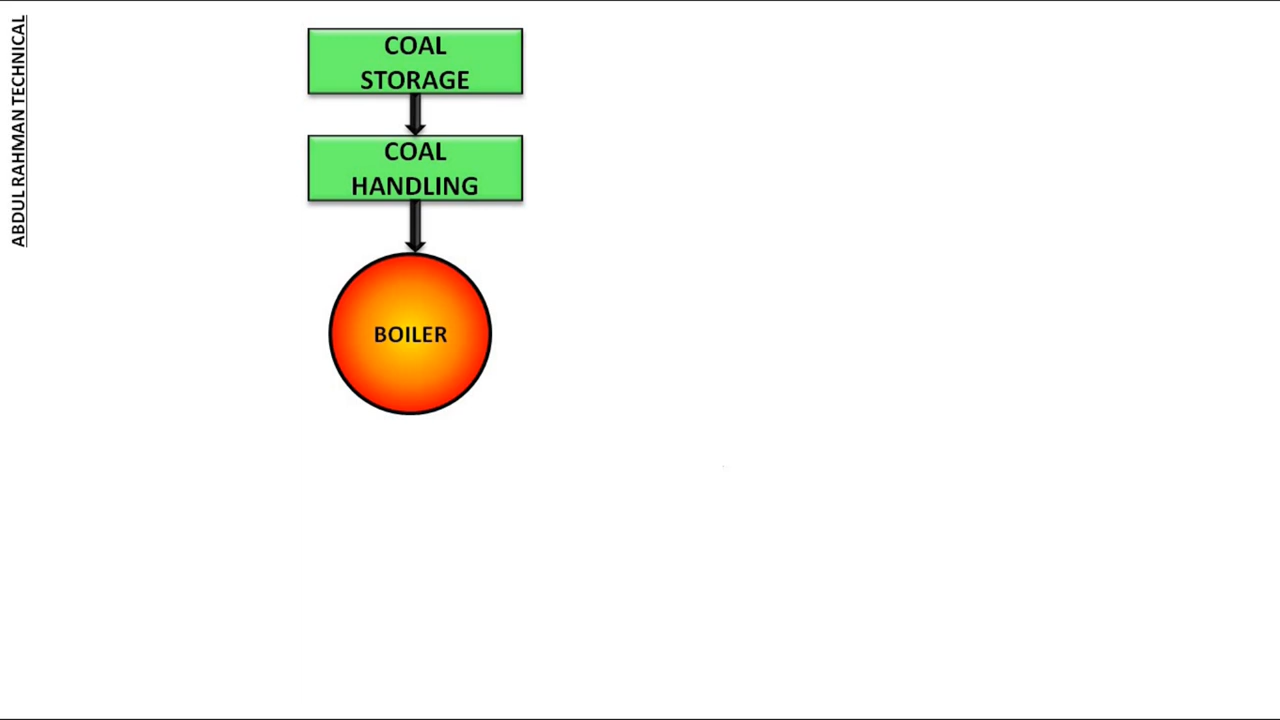 ABDUL RAHMAN TECHNICAL
COAL
STORAGE
COAL
HANDLING
BOILER